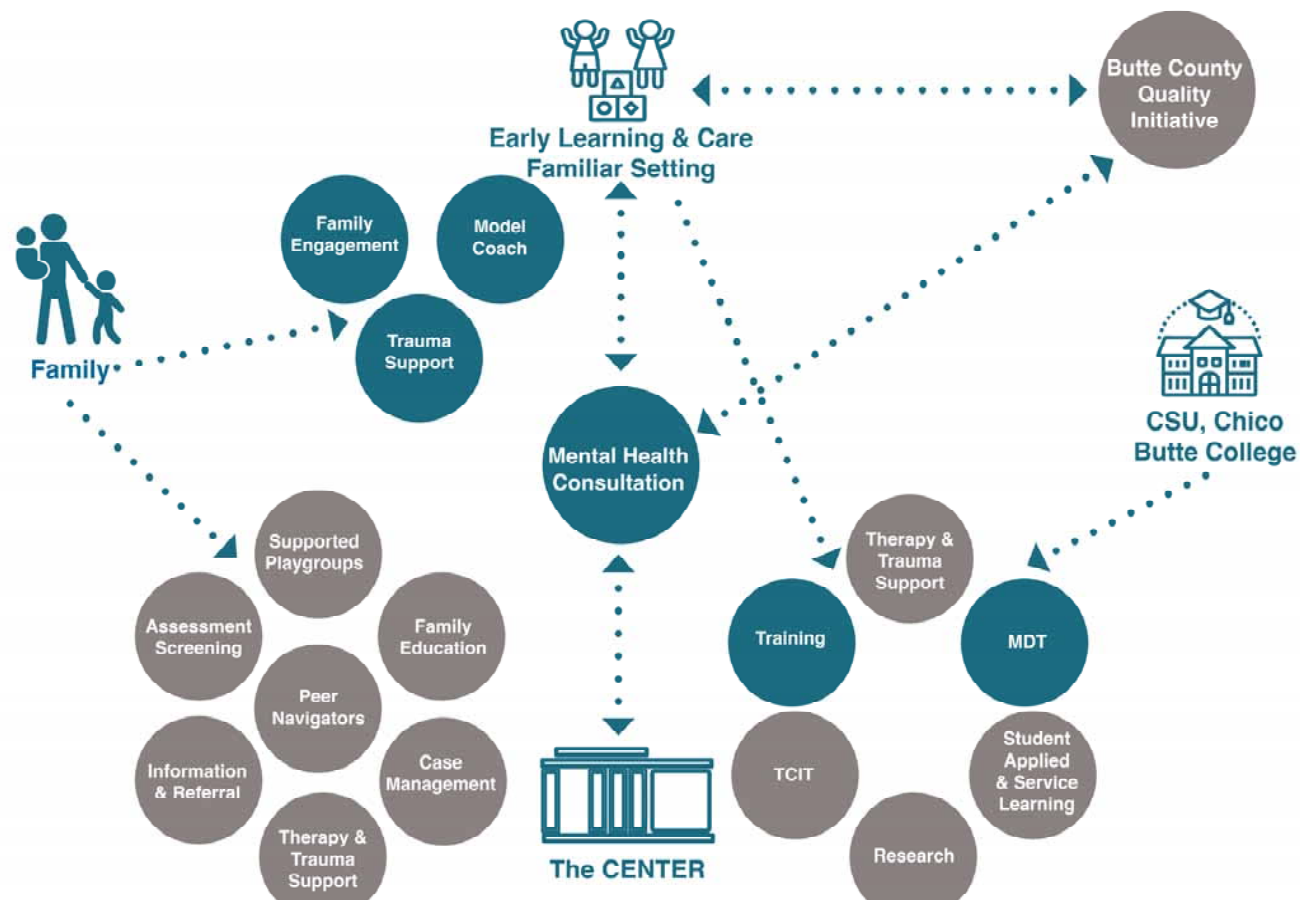 Early Learning & Care
Familiar Setting
Butte County
Quality
Initiative
Family
Engagement
Model
Coach
Trauma
Support
Family
CSU, Chico
Butte College
Mental Health
Consultation
Supported
Playgroups
Assessment
Screening
Family
Education
Peer
Navigators
Information
& Referral
Case
Management
Therapy &
Trauma
Support
The CENTER
Therapy &
Trauma
Support
Training
MDT
TCIT
Student
Applied
& Service
Learning
Research